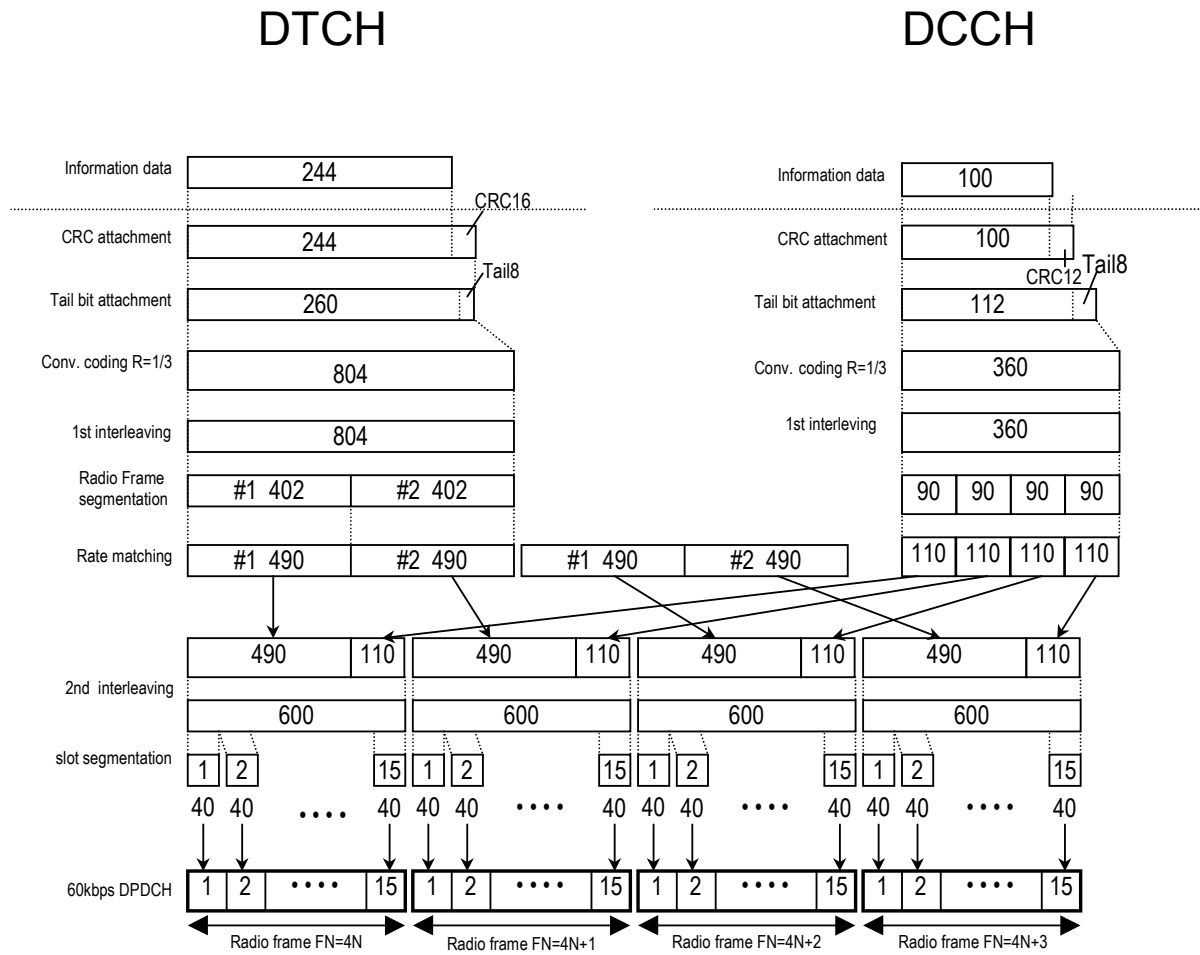 DTCH DCCH
Information data 244
Information data 100
CRC16
CRC attachment 244
CRC attachment 100
CRC12
Tail8
Tail8
Tail bit attachment 260
Tail bit attachment 112
Conv. coding R=1/3 804
Conv. coding R=1/3 360
1st interleaving 804
1st interleving 360
Radio Frame
segmentation
#1 402 #2 402
90 90 90 90
Rate matching #1 490 #2 490 #1 490 #2 490 110 110 110 110
490 110 490 110 490 110 490 110
2nd interleaving
600 600 600 600
slot segmentation 1 2 15 1 2 15 1 2 15 1 2 15
40 40 •••• 40 40 40 •••• 40 40 40 •••• 40 40 40 •••• 40
60kbps DPDCH 1 2 •••• 15 1 2 •••• 15 1 2 •••• 15 1 2 •••• 15
Radio frame FN=4N Radio frame FN=4N+1 Radio frame FN=4N+2 Radio frame FN=4N+3